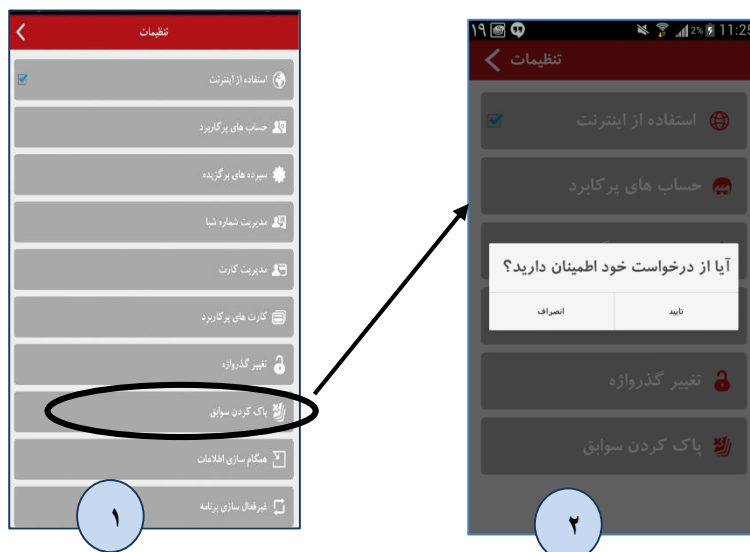 تنظیمات
استفاده از اینترنت
حساب های پرکاربرد
سپرده های برگزیده
مدیریت شماره شبا
مدیریت کارت
کارت های پرکاربرد
تغییر گذرواژه
پاک کردن سوابق
همگام سازی اطلاعات
غیرفعال سازی برنامه
۱
۱۹ 2% 11:25
تنظیمات
استفاده از اینترنت
حساب های پرکابرد
آیا از درخواست خود اطمینان دارید؟
تایید انصراف
تغییر گذرواژه
پاک کردن سوابق
۲